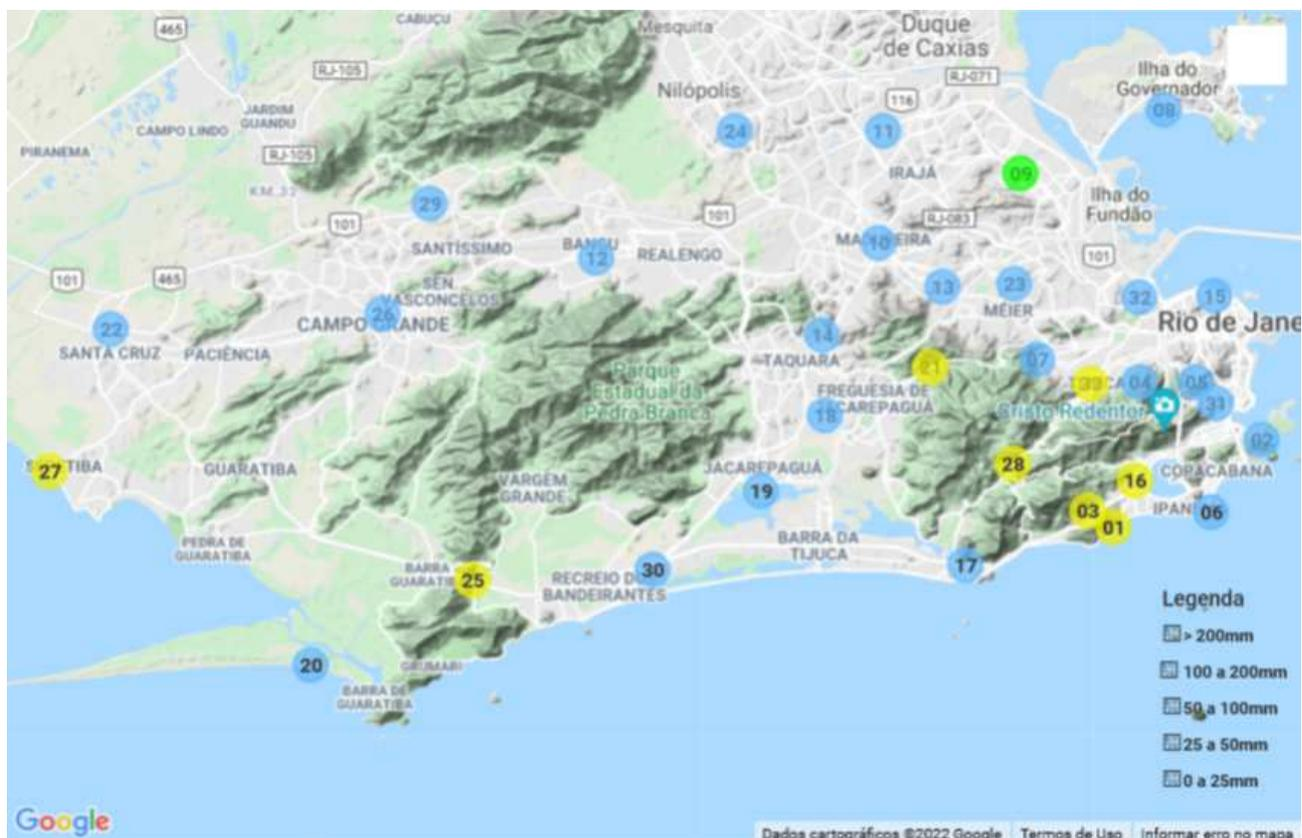 465
CABUÇU
Mesquita
Duque
de Caxias
RJ-105
RJ-071
Ilha do
Governador
Nilópolis
116
08
JARDIM
GUANDU
CAMPO LINDO
24
11
PIRANEMA
RJ-105
IRAJÁ
09
KM 32
Ilha do
Fundão
29
101
RJ-083
101
SANTÍSSIMO
BANGU
REALENGO
10
101
12
101
465
SEN.
VASCONCELOS
13
23
32
15
26
MÉIER
22
CAMPO GRANDE
Rio de Jane
SANTA CRUZ
PACIÊNCIA
14
TAQUARA
07
21
Parque
Estadual da
Pedra Branca
33
04
05
FREGUESIA DE
18
Cristo Redentor
31
02
27
GUARATIBA
VARGEM
GRANDE
JACAREPAGUÁ
28
COPACABANA
19
16
03
01
06
PEDRA DE
GUARATIBA
BARRA DA
TIJUCA
17
BARRA
GUARATIB
25
RECREIO DO
BANDEIRANTES
30
Legenda
> 200mm
20
GRUMARI
100 a 200mm
BARRA DE
GUARATIBA
50 a 100mm
25 a 50mm
0 a 25mm
Google
Dados cartográficos ©2022 Google
Termos de Uso
Informar erro no mapa